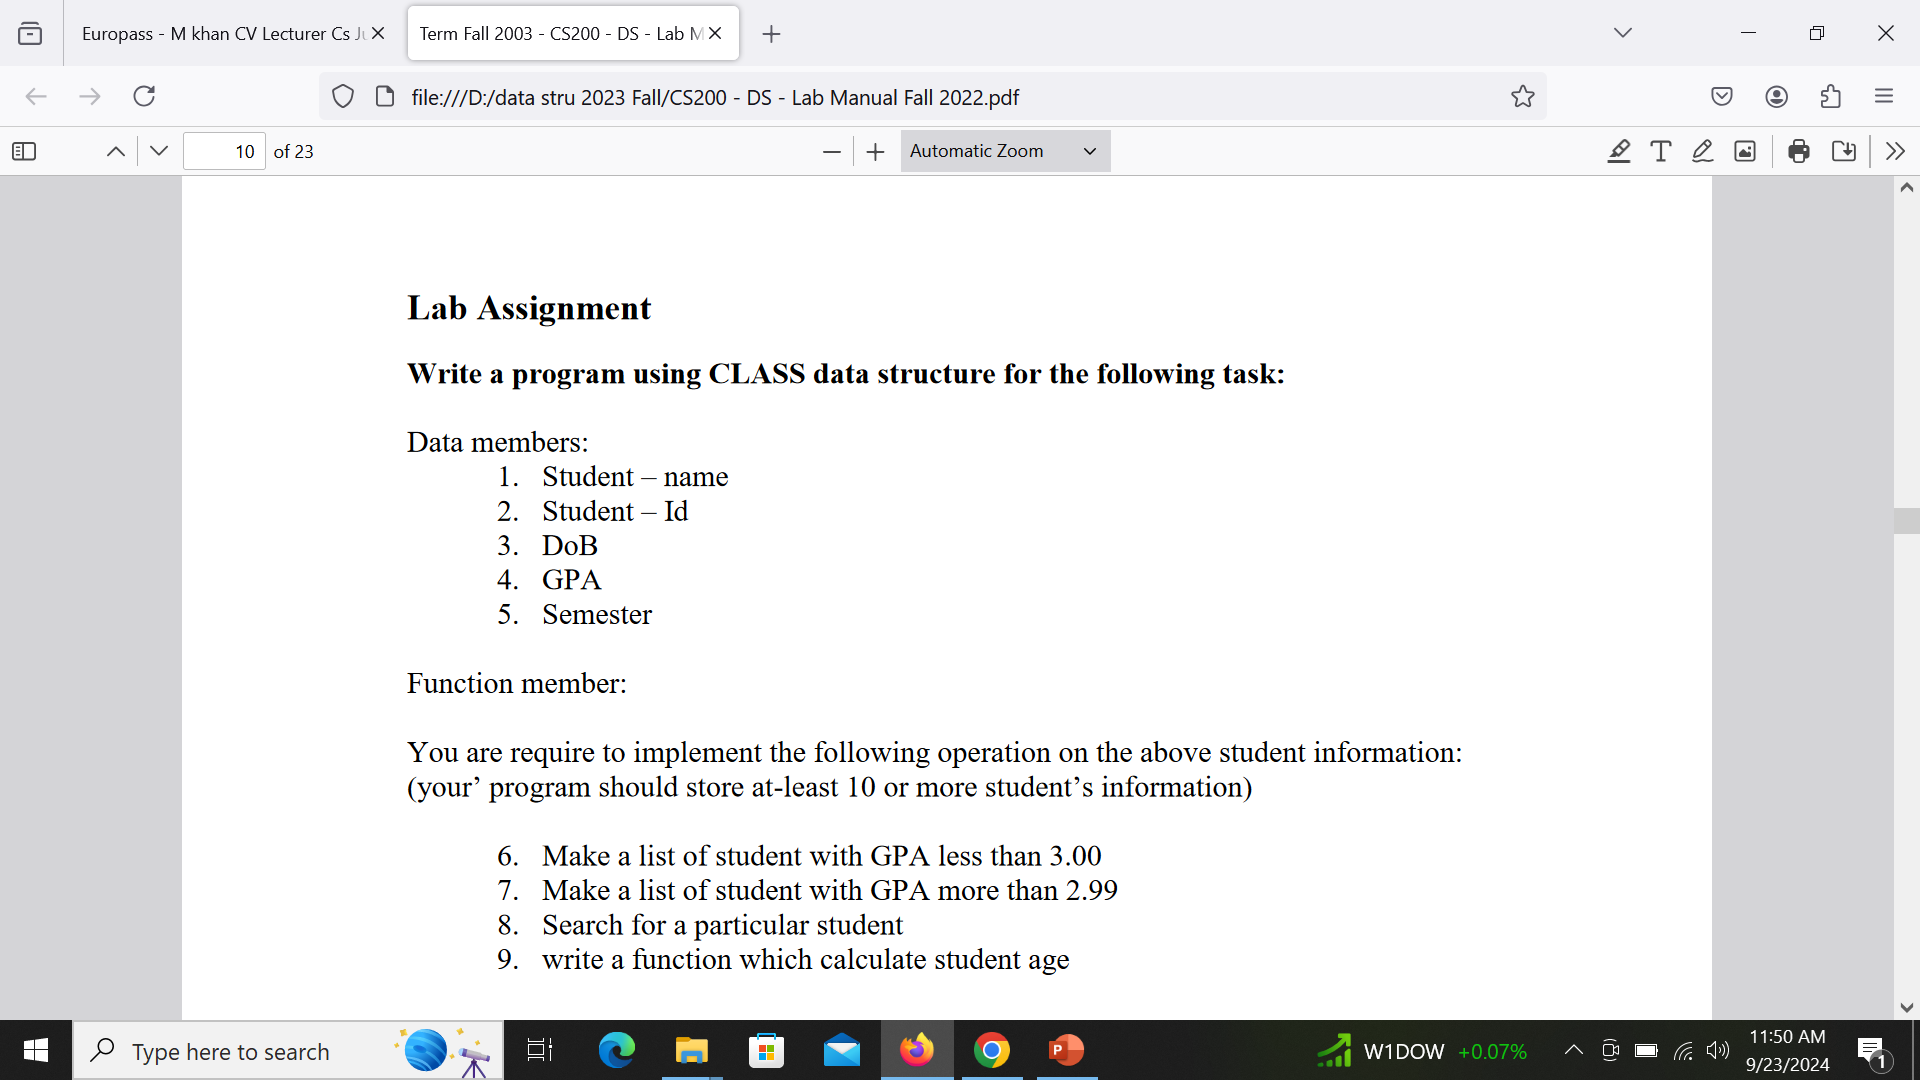 Europass - M khan CV Lecturer Cs Ju
Term Fall 2003 - CS200 - DS - Lab M
file:///D:/data stru 2023 Fall/CS200 - DS - Lab Manual Fall 2022.pdf
10 of 23
Automatic Zoom
Lab Assignment
Write a program using CLASS data structure for the following task:
Data members:
1. Student – name
2. Student – Id
3. DoB
4. GPA
5. Semester
Function member:
You are require to implement the following operation on the above student information:
(your’ program should store at-least 10 or more student’s information)
6. Make a list of student with GPA less than 3.00
7. Make a list of student with GPA more than 2.99
8. Search for a particular student
9. write a function which calculate student age
Type here to search
P
W1DOW +0.07%
11:50 AM
9/23/2024
1